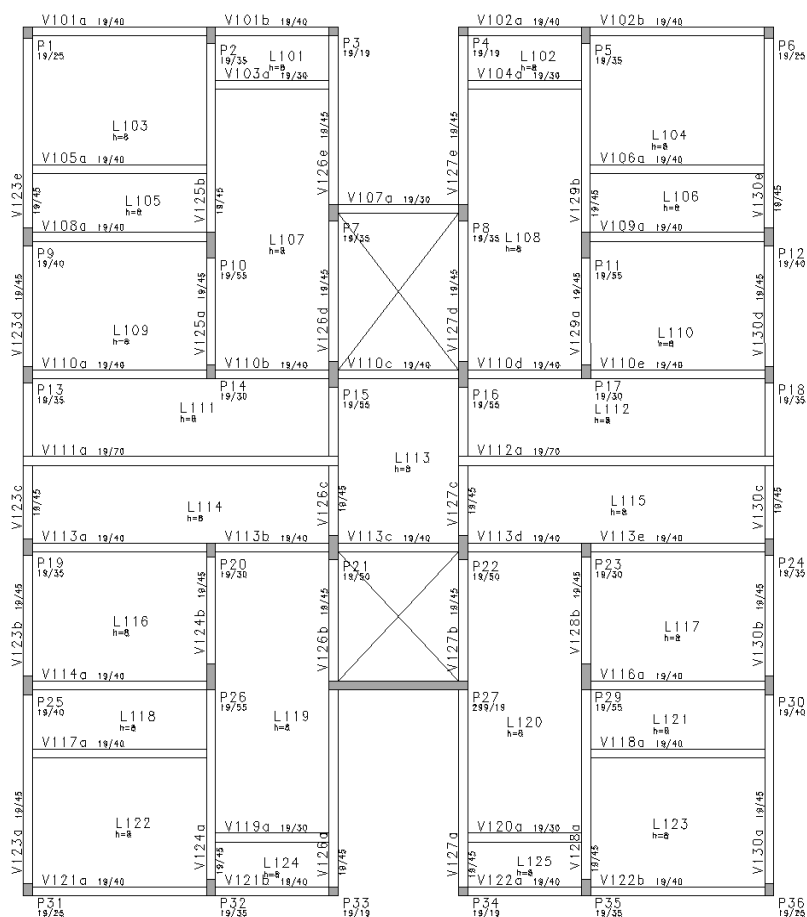 V101a 19/40
V101b 19/40
V102a 19/40
V102b 19/40
P1
19/25
P2
19/35
L101
h=8
P3
19/19
P4
19/19
L102
h=8
P5
19/35
P6
19/25
V103a 19/30
V104a 19/30
L103
h=8
L104
h=8
V105a 19/40
V106a 19/40
V123e 19/45
V125b 19/45
V126e 19/45
V127e 19/45
V129b 19/45
V130e 19/45
L105
h=8
L106
h=8
V107a 19/30
V108a 19/40
V109a 19/40
L107
h=8
L108
h=8
P7
19/35
P8
19/35
P9
19/40
P10
19/55
P11
19/55
P12
19/40
V123d 19/45
V125a 19/45
V126d 19/45
V127d 19/45
V129a 19/45
V130d 19/45
L109
h=8
L110
h=8
V110a 19/40
V110b 19/40
V110c 19/40
V110d 19/40
V110e 19/40
P13
19/35
P14
19/30
P15
19/55
P16
19/55
P17
19/30
P18
19/35
L111
h=8
L112
h=8
V111a 19/70
V112a 19/70
L113
h=8
V123c 19/45
V126c 19/45
V127c 19/45
V130c 19/45
L114
h=8
L115
h=8
V113a 19/40
V113b 19/40
V113c 19/40
V113d 19/40
V113e 19/40
P19
19/35
P20
19/30
P21
19/50
P22
19/50
P23
19/30
P24
19/35
V123b 19/45
V124b 19/45
V126b 19/45
V127b 19/45
V128b 19/45
V130b 19/45
L116
h=8
L117
h=8
V114a 19/40
V116a 19/40
P25
19/40
P26
19/55
P27
299/19
P29
19/55
P30
19/40
L118
h=8
L119
h=8
L120
h=8
L121
h=8
V117a 19/40
V118a 19/40
V123a 19/45
V124a 19/45
V126a 19/45
V127a 19/45
V128a 19/45
V130a 19/45
L122
h=8
L123
h=8
V119a 19/30
V120a 19/30
L124
h=8
L125
h=8
V121a 19/40
V121b 19/40
V122a 19/40
V122b 19/40
P31
19/25
P32
19/35
P33
19/19
P34
19/19
P35
19/35
P36
19/25